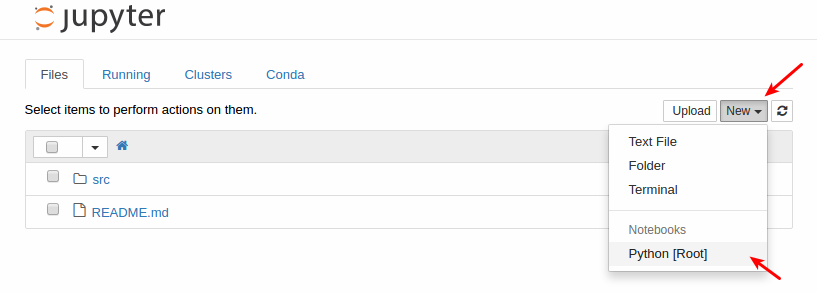 jupyter
Files Running Clusters Conda
Select items to perform actions on them.
Upload New
Text File
Folder
Terminal
Notebooks
Python [Root]
src
README.md